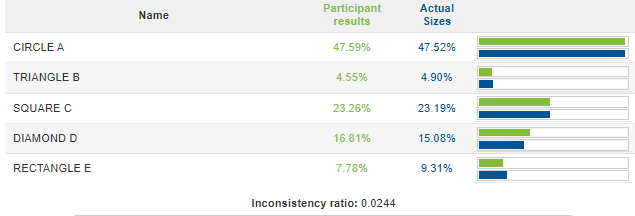 Name Participant results Actual Sizes
CIRCLE A 47.59% 47.52%
TRIANGLE B 4.55% 4.90%
SQUARE C 23.26% 23.19%
DIAMOND D 16.81% 15.08%
RECTANGLE E 7.78% 9.31%
Inconsistency ratio: 0.0244